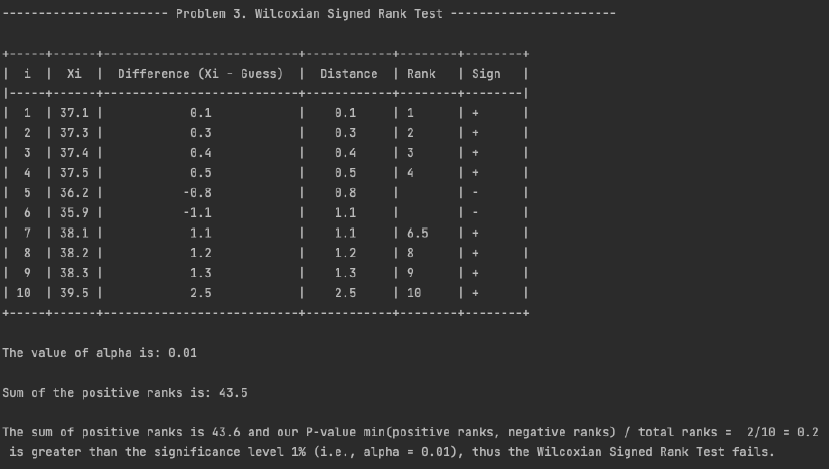 ----------------------- Problem 3. Wilcoxian Signed Rank Test -----------------------
+-----+------+---------------------------+------------+--------+--------+
|  i  |  Xi  |  Difference (Xi - Guess)  |  Distance  | Rank   | Sign   |
|-----+------+---------------------------+------------+--------+--------|
|  1  | 37.1 |            0.1            |    0.1     | 1      | +      |
|  2  | 37.3 |            0.3            |    0.3     | 2      | +      |
|  3  | 37.4 |            0.4            |    0.4     | 3      | +      |
|  4  | 37.5 |            0.5            |    0.5     | 4      | +      |
|  5  | 36.2 |           -0.8            |    0.8     |        | -      |
|  6  | 35.9 |           -1.1            |    1.1     |        | -      |
|  7  | 38.1 |            1.1            |    1.1     | 6.5    | +      |
|  8  | 38.2 |            1.2            |    1.2     | 8      | +      |
|  9  | 38.3 |            1.3            |    1.3     | 9      | +      |
| 10  | 39.5 |            2.5            |    2.5     | 10     | +      |
+-----+------+---------------------------+------------+--------+--------+
The value of alpha is: 0.01
Sum of the positive ranks is: 43.5
The sum of positive ranks is 43.6 and our P-value min(positive ranks, negative ranks) / total ranks =  2/10 = 0.2
is greater than the significance level 1% (i.e., alpha = 0.01), thus the Wilcoxian Signed Rank Test fails.